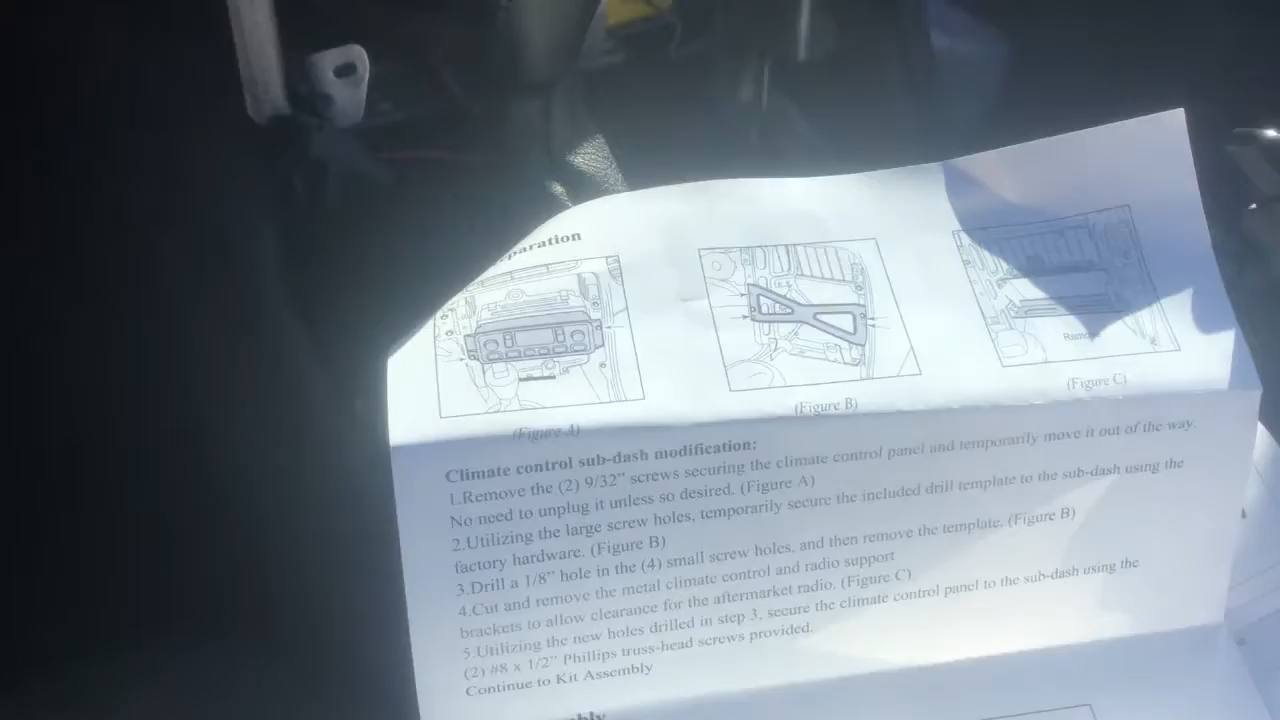 paration
Remo
(Figure A)
(Figure B)
(Figure C)
Climate control sub-dash modification:
1.Remove the (2) 9/32" screws securing the climate control panel and temporarily move it out of the way.
No need to unplug it unless so desired. (Figure A)
2.Utilizing the large screw holes, temporarily secure the included drill template to the sub-dash using the
factory hardware. (Figure B)
3.Drill a 1/8" hole in the (4) small screw holes, and then remove the template. (Figure B)
4.Cut and remove the metal climate control and radio support
brackets to allow clearance for the aftermarket radio. (Figure C)
5.Utilizing the new holes drilled in step 3, secure the climate control panel to the sub-dash using the
(2) #8 x 1/2" Phillips truss-head screws provided.
Continue to Kit Assembly
bly